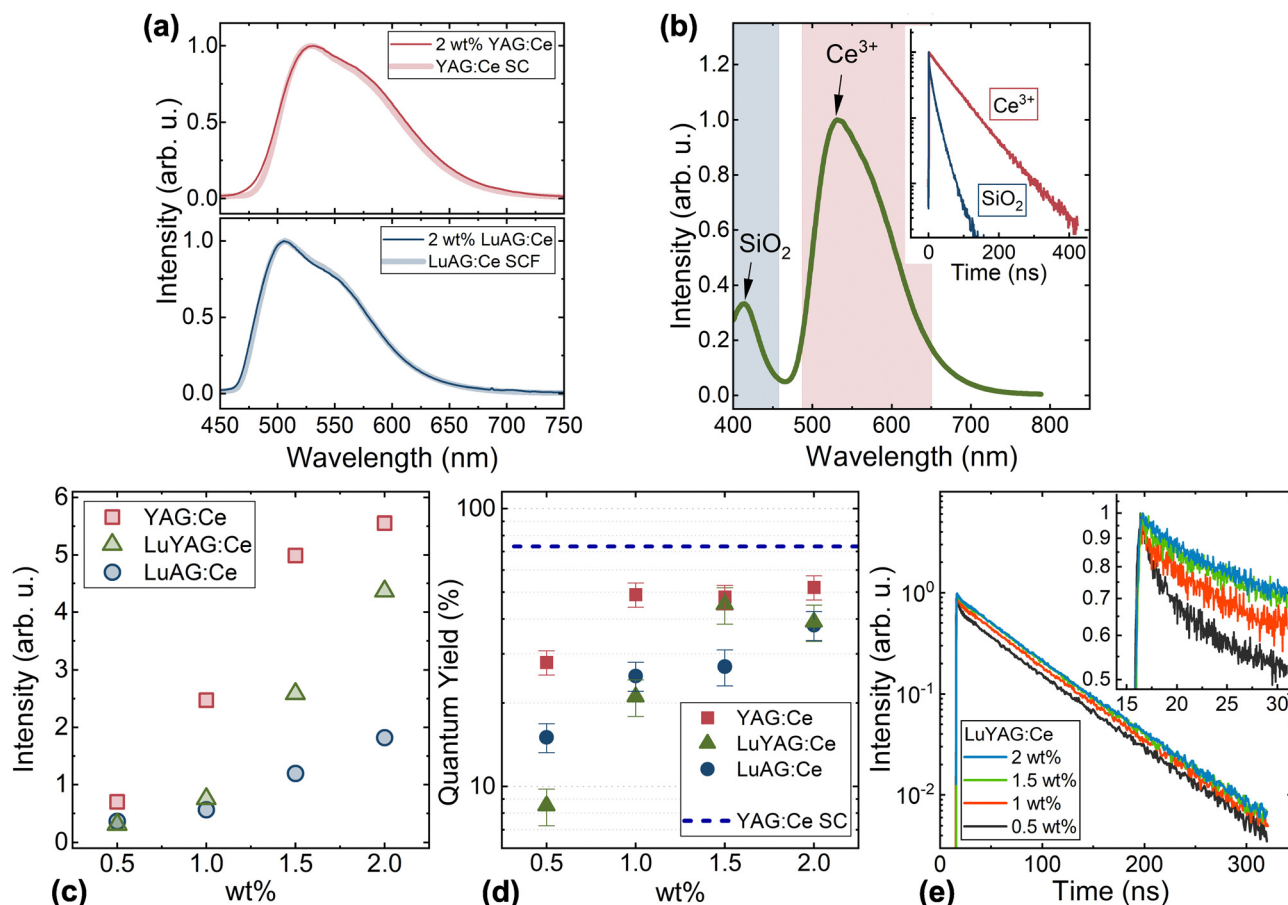 (a)
2 wt% YAG:Ce
YAG:Ce SC
1.0
0.5
0.0
2 wt% LuAG:Ce
LuAG:Ce SCF
1.0
0.5
0.0
Intensity (arb. u.)
450 500 550 600 650 700 750
Wavelength (nm)
(b)
1.2
1.0
0.8
0.6
0.4
0.2
0.0
Intensity (arb. u.)
SiO₂
Ce³⁺
Ce³⁺
SiO₂
0 200 400
Time (ns)
400 500 600 700 800
Wavelength (nm)
6
5
4
3
2
1
0
Intensity (arb. u.)
YAG:Ce
LuYAG:Ce
LuAG:Ce
0.5 1.0 1.5 2.0
(c)
wt%
100
10
Quantum Yield (%)
YAG:Ce
LuYAG:Ce
LuAG:Ce
YAG:Ce SC
0.5 1.0 1.5 2.0
(d)
wt%
10⁰
10⁻¹
10⁻²
Intensity (arb. u.)
1
0.9
0.8
0.7
0.6
0.5
15 20 25 30
LuYAG:Ce
2 wt%
1.5 wt%
1 wt%
0.5 wt%
0 100 200 300
(e)
Time (ns)